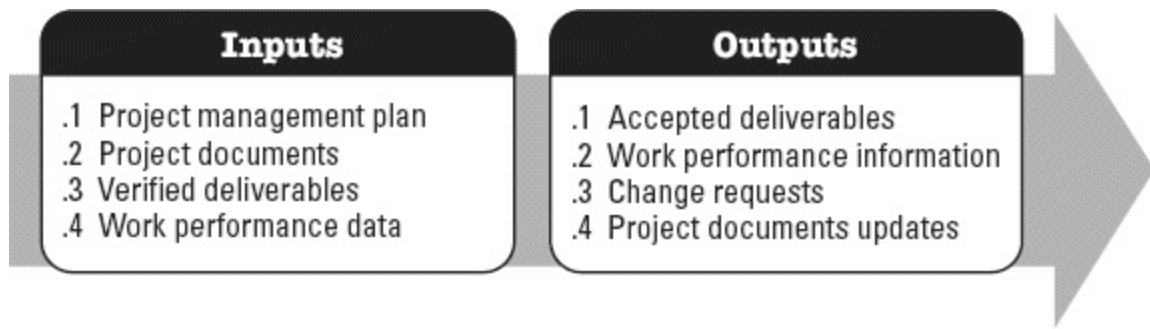 Inputs
.1 Project management plan
.2 Project documents
.3 Verified deliverables
.4 Work performance data
Outputs
.1 Accepted deliverables
.2 Work performance information
.3 Change requests
.4 Project documents updates